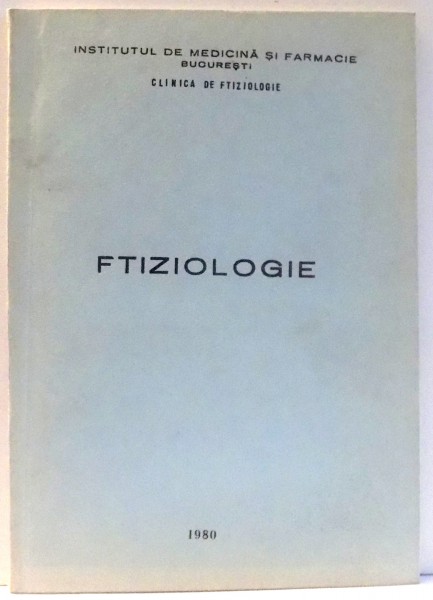 INSTITUTUL DE MEDICINĂ ȘI FARMACIE
BUCUREȘTI
CLINICA DE FTIZIOLOGIE
FTIZIOLOGIE
1980